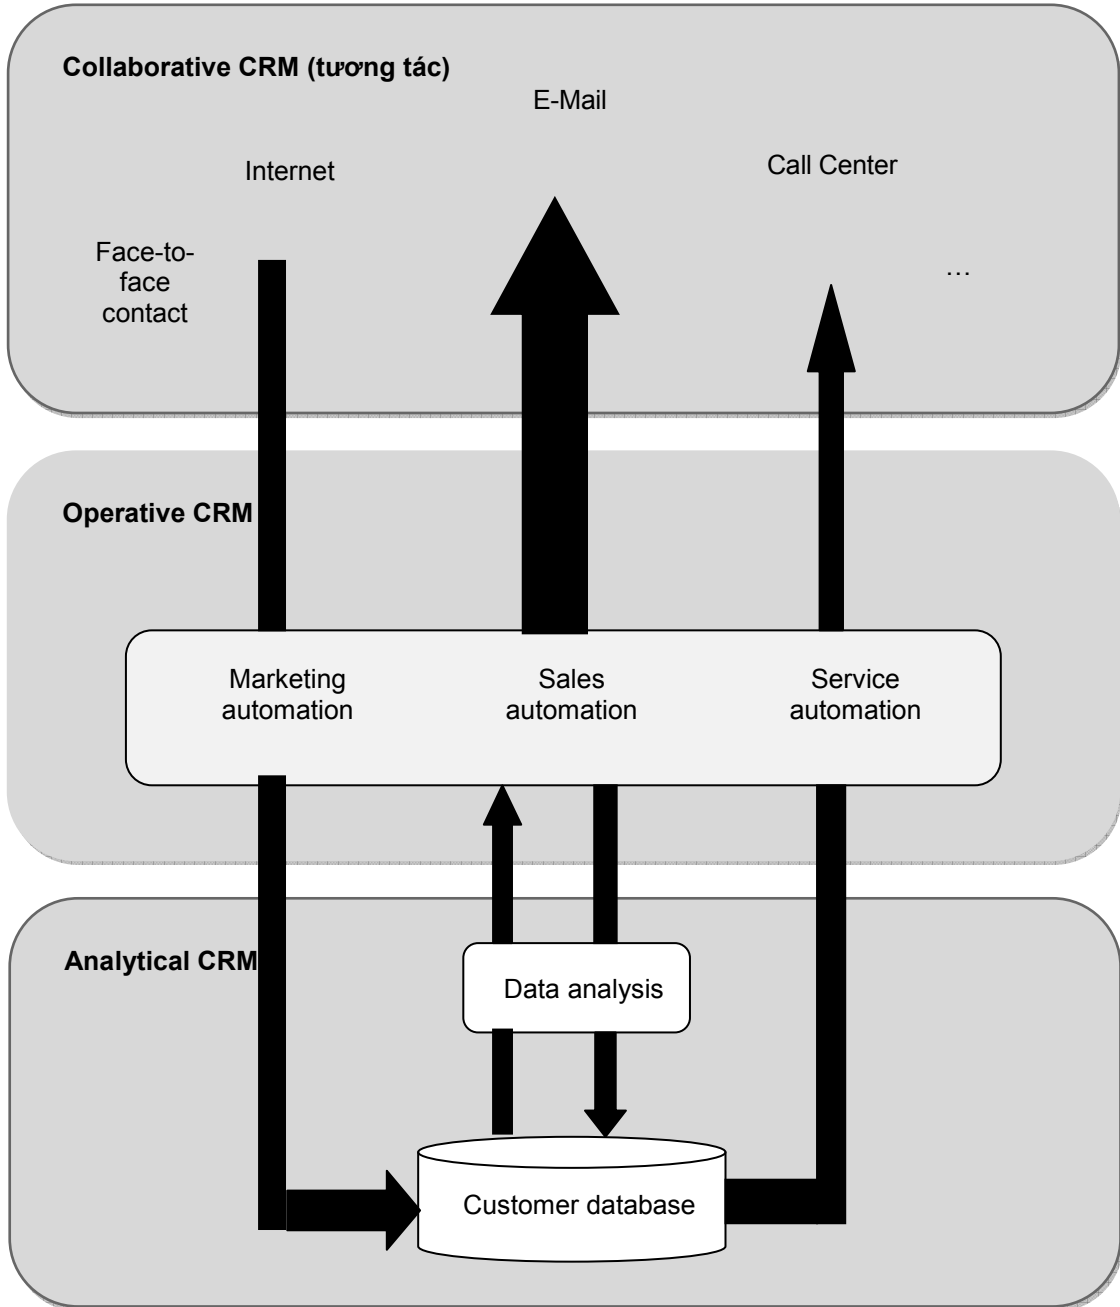 Collaborative CRM (tương tác)
E-Mail
Internet
Call Center
Face-to-
face
contact
…
Operative CRM
Marketing
automation
Sales
automation
Service
automation
Analytical CRM
Data analysis
Customer database